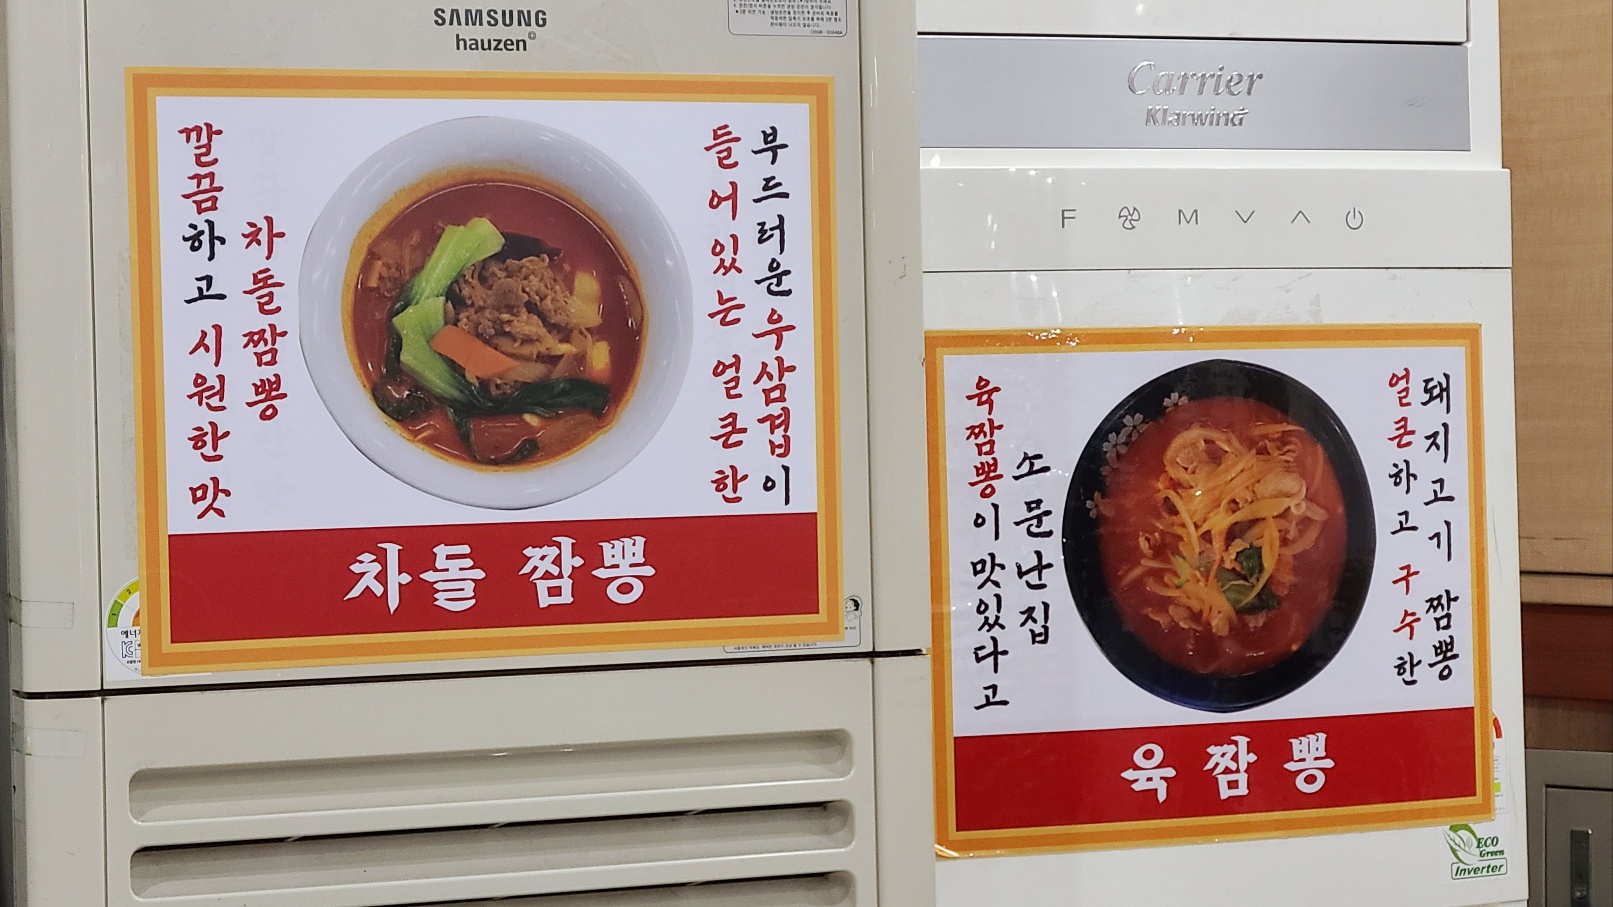 SAMSUNG
hauzen
부드러운 우삼겹이
들어있는 얼큰한
차돌짬뽕
깔끔하고 시원한 맛
차돌 짬뽕
Carrier
Klarwind
F M
돼지고기 짬뽕
얼큰하고 구수한
소문난집
육짬뽕이 맛있다고
육짬뽕
ECO
Green
Inverter